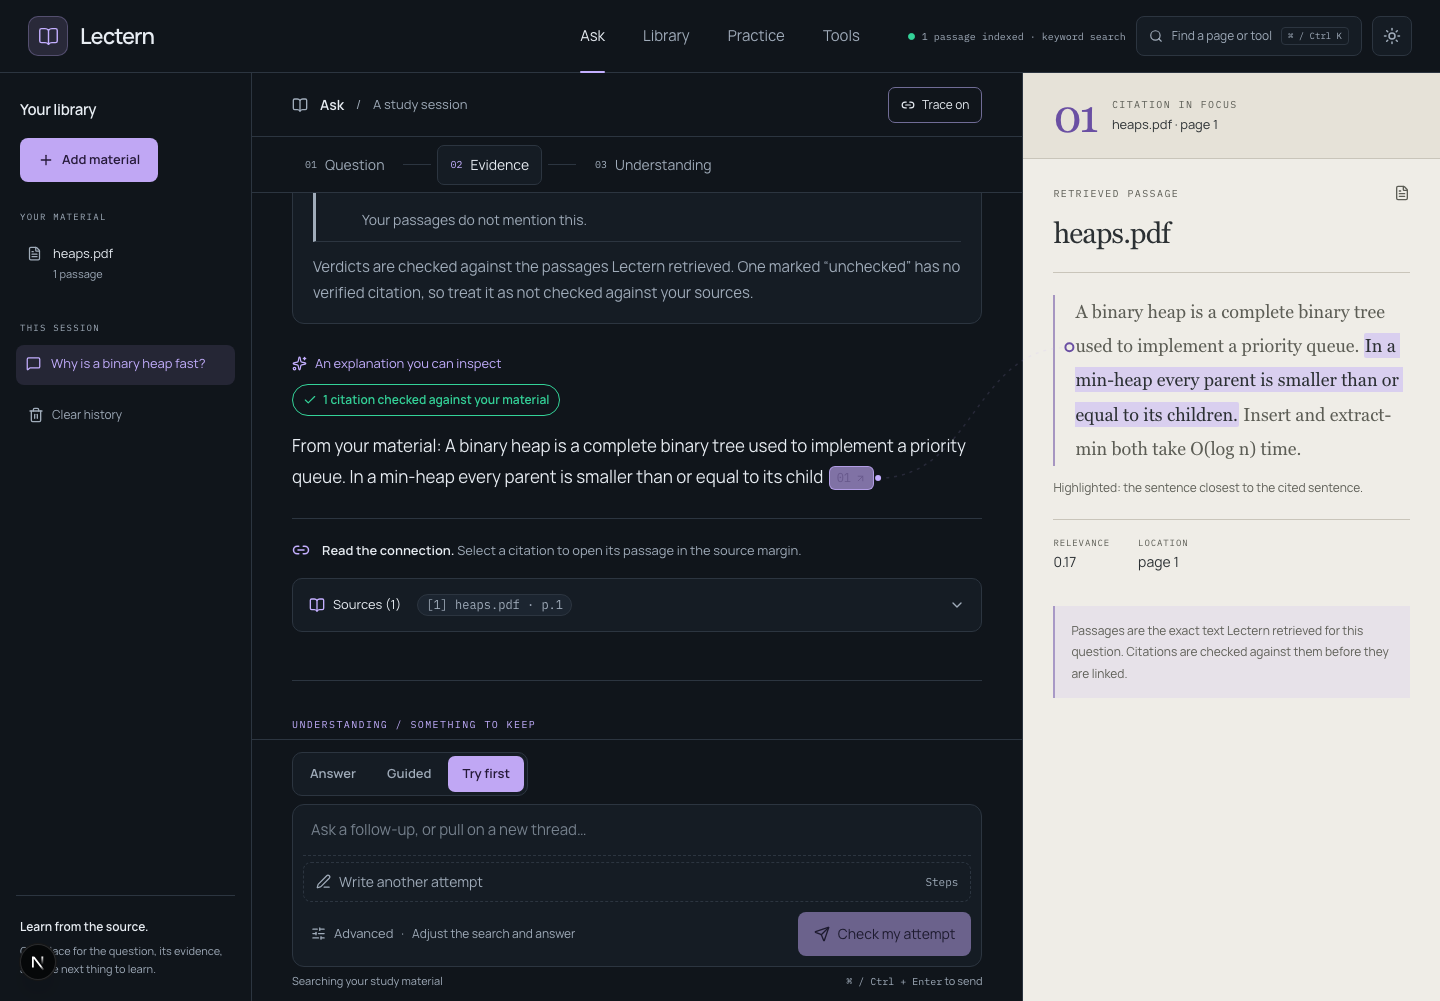 Lectern
Ask
Library
Practice
Tools
1 passage indexed · keyword search
Find a page or tool
⌘ / Ctrl K
Your library
Add material
YOUR MATERIAL
heaps.pdf
1 passage
THIS SESSION
Why is a binary heap fast?
Clear history
Learn from the source.
place for the question, its evidence,
next thing to learn.
N
Ask / A study session
Trace on
01 Question
02 Evidence
03 Understanding
Your passages do not mention this.
Verdicts are checked against the passages Lectern retrieved. One marked “unchecked” has no
verified citation, so treat it as not checked against your sources.
An explanation you can inspect
1 citation checked against your material
From your material: A binary heap is a complete binary tree used to implement a priority
queue. In a min-heap every parent is smaller than or equal to its child 01 ↗
Read the connection. Select a citation to open its passage in the source margin.
Sources (1) [1] heaps.pdf · p.1
UNDERSTANDING / SOMETHING TO KEEP
Answer
Guided
Try first
Ask a follow-up, or pull on a new thread…
Write another attempt
Steps
Advanced · Adjust the search and answer
Check my attempt
Searching your study material
⌘ / Ctrl + Enter to send
01
CITATION IN FOCUS
heaps.pdf · page 1
RETRIEVED PASSAGE
heaps.pdf
A binary heap is a complete binary tree
used to implement a priority queue. In a
min-heap every parent is smaller than or
equal to its children. Insert and extract-
min both take O(log n) time.
Highlighted: the sentence closest to the cited sentence.
RELEVANCE
0.17
LOCATION
page 1
Passages are the exact text Lectern retrieved for this
question. Citations are checked against them before they
are linked.